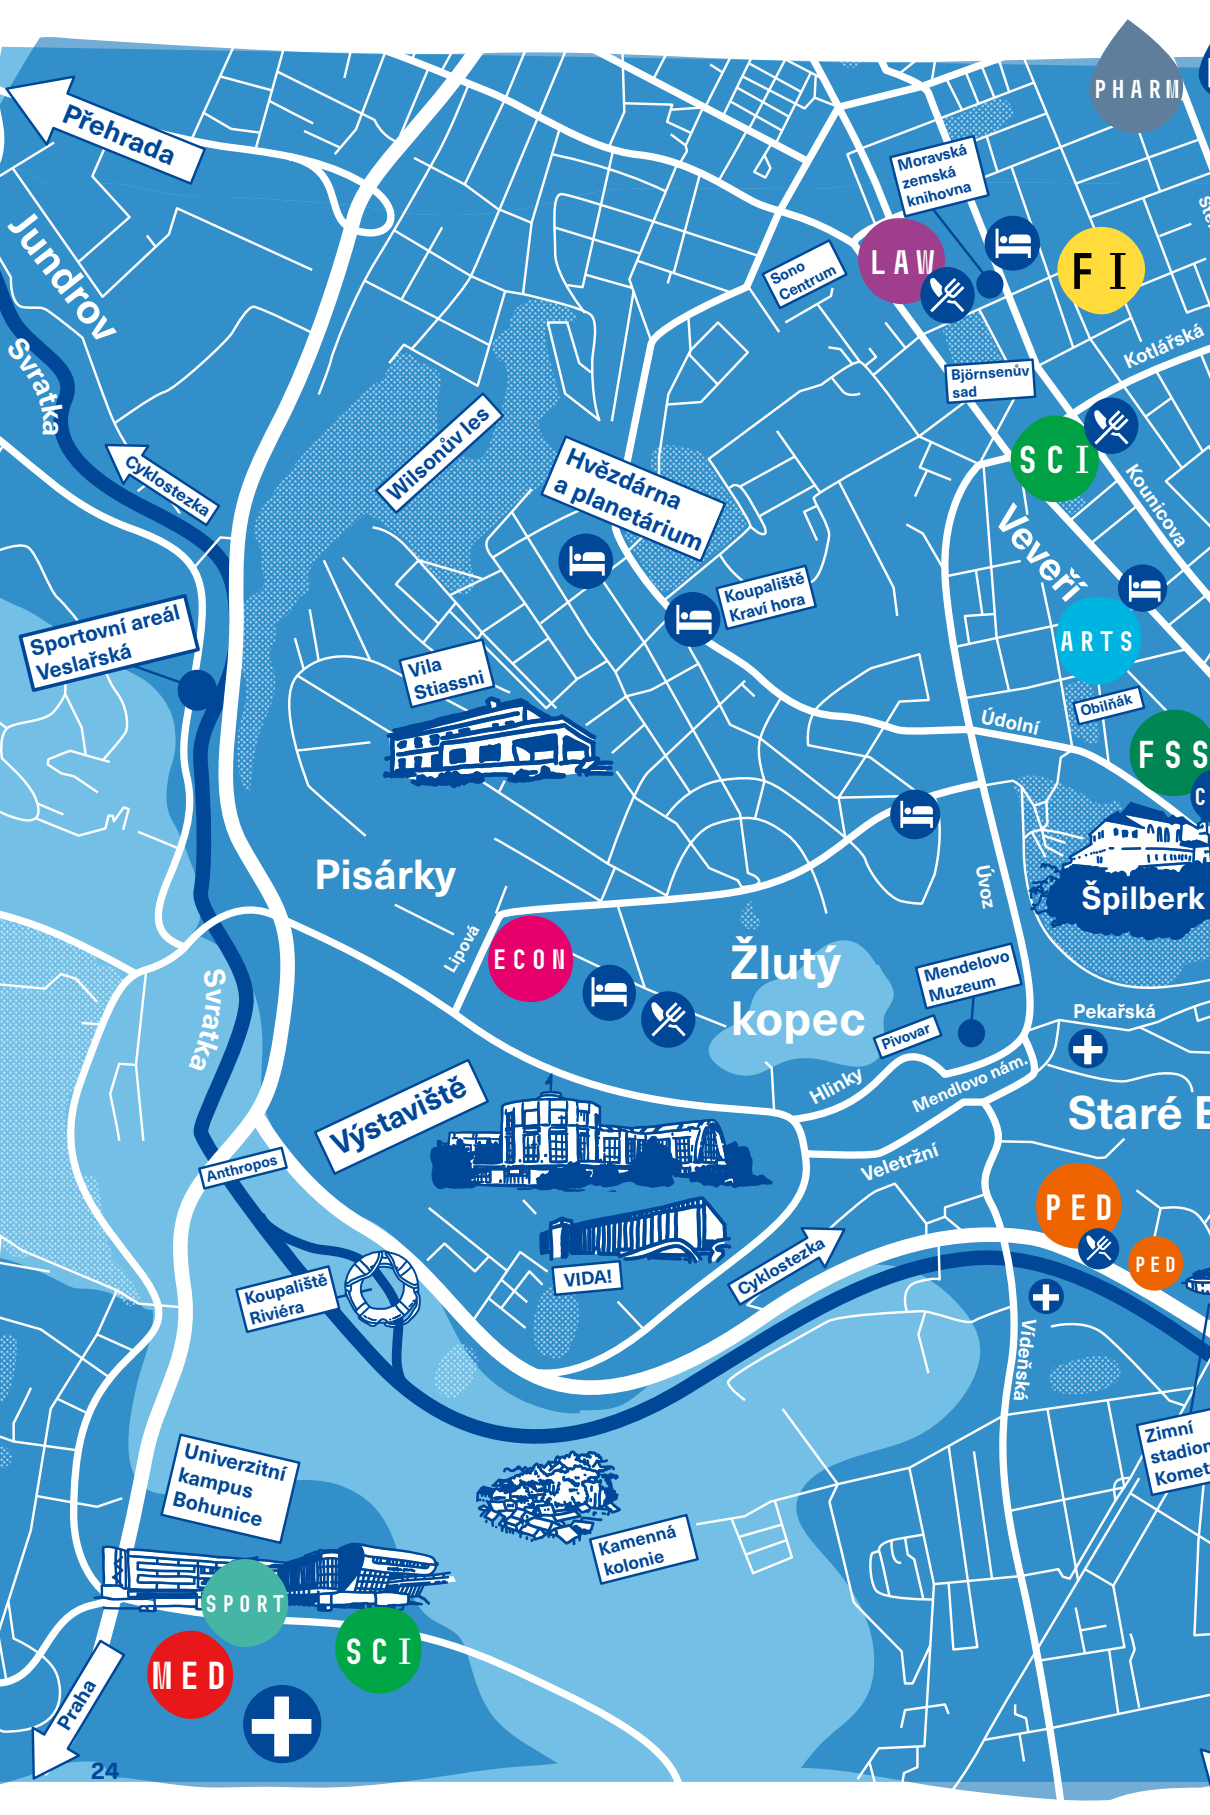 PHARM
Přehrada
Moravská
zemská
knihovna
Jundrov
LAW
Sono
Centrum
FI
Svratka
Kotlářská
Björnsenův
sad
Wilsonův les
Cyklostezka
SCI
Hvězdárna
a planetárium
Kounicova
Veveří
Koupaliště
Kraví hora
Sportovní areál
Veslařská
ARTS
Vila
Stiassni
Obilňák
Údolní
FSS
C
Pisárky
Úvoz
Špilberk
Lipová
ECON
Žlutý
kopec
Mendelovo
Muzeum
Svratka
Pekařská
Pivovar
Hlinky
Mendlovo nám.
Výstaviště
Staré B
Anthropos
Veletržní
PED
PED
Cyklostezka
VIDA!
Koupaliště
Riviéra
Vídeňská
Zimní
stadion
Komet
Univerzitní
kampus
Bohunice
Kamenná
kolonie
SPORT
SCI
MED
Praha
24